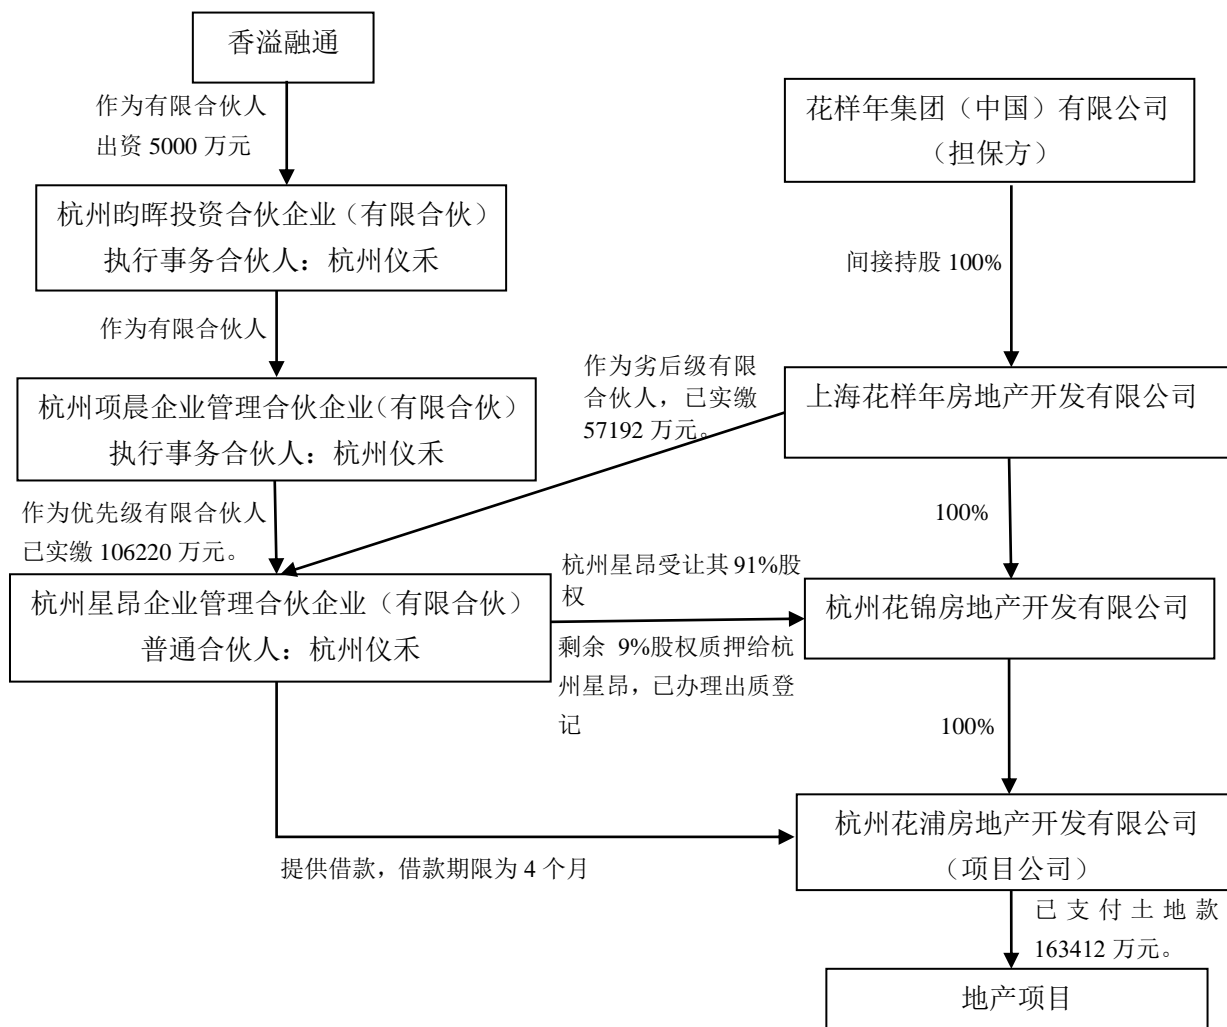 香溢融通
作为有限合伙人
出资 5000 万元
花样年集团（中国）有限公司
（担保方）
杭州昀晖投资合伙企业（有限合伙）
执行事务合伙人：杭州仪禾
间接持股 100%
作为有限合伙人
杭州项晨企业管理合伙企业（有限合伙）
执行事务合伙人：杭州仪禾
作为劣后级有限
合伙人，已实缴
57192 万元。
上海花样年房地产开发有限公司
作为优先级有限合伙人
已实缴 106220 万元。
100%
杭州星昂企业管理合伙企业（有限合伙）
普通合伙人：杭州仪禾
杭州星昂受让其 91%股
权
剩余 9%股权质押给杭
州星昂，已办理出质登
记
杭州花锦房地产开发有限公司
100%
提供借款，借款期限为 4 个月
杭州花浦房地产开发有限公司
（项目公司）
已支付土地款
163412 万元。
地产项目